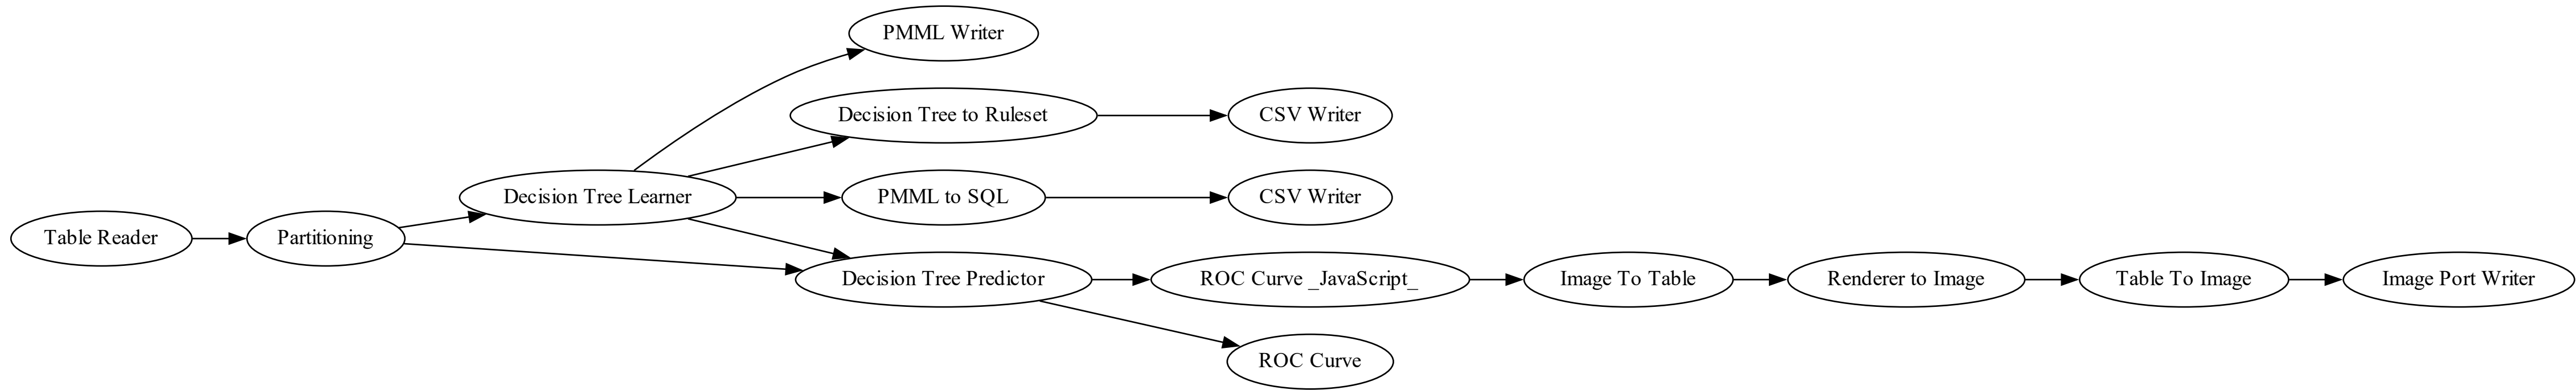 PMML Writer
Decision Tree to Ruleset
CSV Writer
Decision Tree Learner
PMML to SQL
CSV Writer
Table Reader
Partitioning
Decision Tree Predictor
ROC Curve _JavaScript_
Image To Table
Renderer to Image
Table To Image
Image Port Writer
ROC Curve